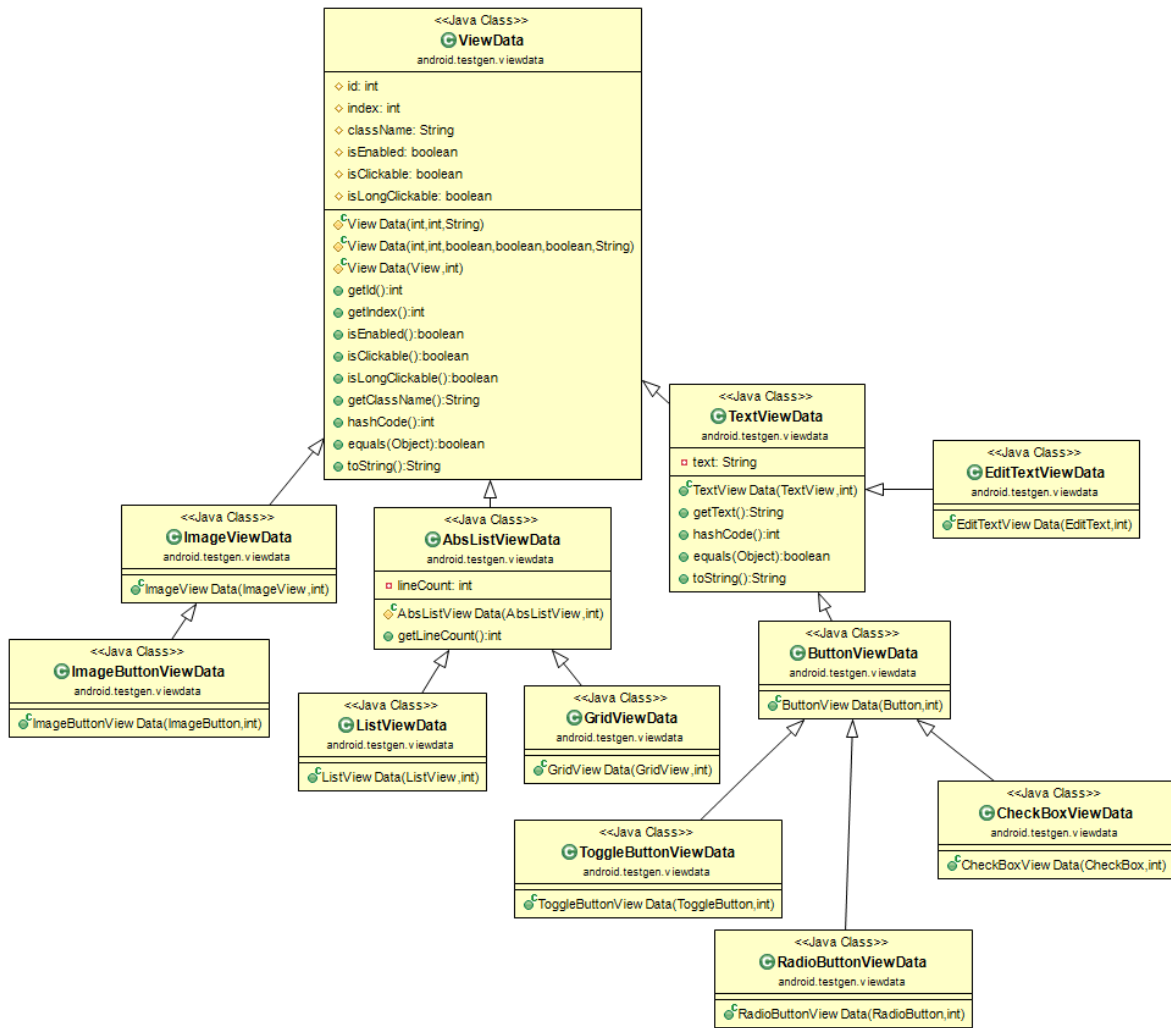 <<Java Class>>
ViewData
android.testgen.viewdata
id: int
index: int
className: String
isEnabled: boolean
isClickable: boolean
isLongClickable: boolean
ViewData(int,int,String)
ViewData(int,int,boolean,boolean,boolean,String)
ViewData(View,int)
getId():int
getIndex():int
isEnabled():boolean
isClickable():boolean
isLongClickable():boolean
getClassName():String
hashCode():int
equals(Object):boolean
toString():String
<<Java Class>>
TextViewData
android.testgen.viewdata
text: String
TextViewData(TextView,int)
getText():String
hashCode():int
equals(Object):boolean
toString():String
<<Java Class>>
EditTextViewData
android.testgen.viewdata
EditTextViewData(EditText,int)
<<Java Class>>
ImageViewData
android.testgen.viewdata
ImageViewData(ImageView,int)
<<Java Class>>
AbsListViewData
android.testgen.viewdata
lineCount: int
AbsListViewData(AbsListView,int)
getLineCount():int
<<Java Class>>
ImageButtonViewData
android.testgen.viewdata
ImageButtonViewData(ImageButton,int)
<<Java Class>>
ButtonViewData
android.testgen.viewdata
ButtonViewData(Button,int)
<<Java Class>>
ListViewData
android.testgen.viewdata
ListViewData(ListView,int)
<<Java Class>>
GridViewData
android.testgen.viewdata
GridViewData(GridView,int)
<<Java Class>>
CheckBoxViewData
android.testgen.viewdata
CheckBoxViewData(CheckBox,int)
<<Java Class>>
ToggleButtonViewData
android.testgen.viewdata
ToggleButtonViewData(ToggleButton,int)
<<Java Class>>
RadioButtonViewData
android.testgen.viewdata
RadioButtonViewData(RadioButton,int)